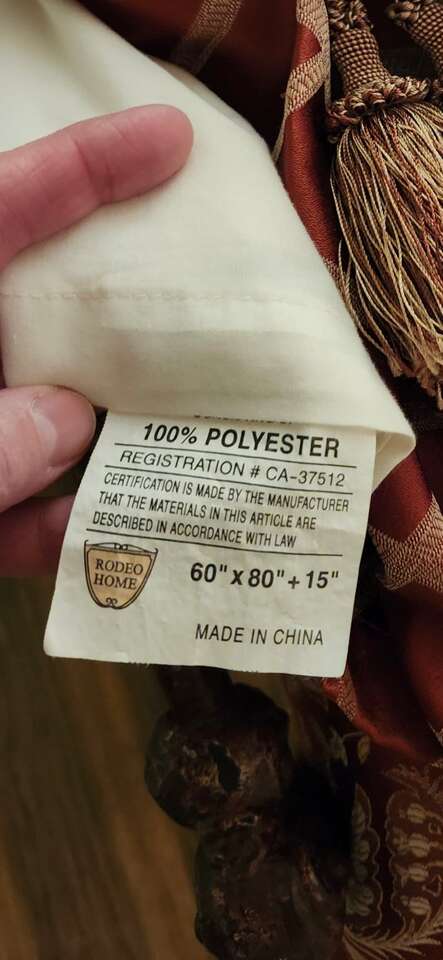 100% POLYESTER
REGISTRATION # CA-37512
CERTIFICATION IS MADE BY THE MANUFACTURER
THAT THE MATERIALS IN THIS ARTICLE ARE
DESCRIBED IN ACCORDANCE WITH LAW
RODEO
HOME
60" x 80" + 15"
MADE IN CHINA